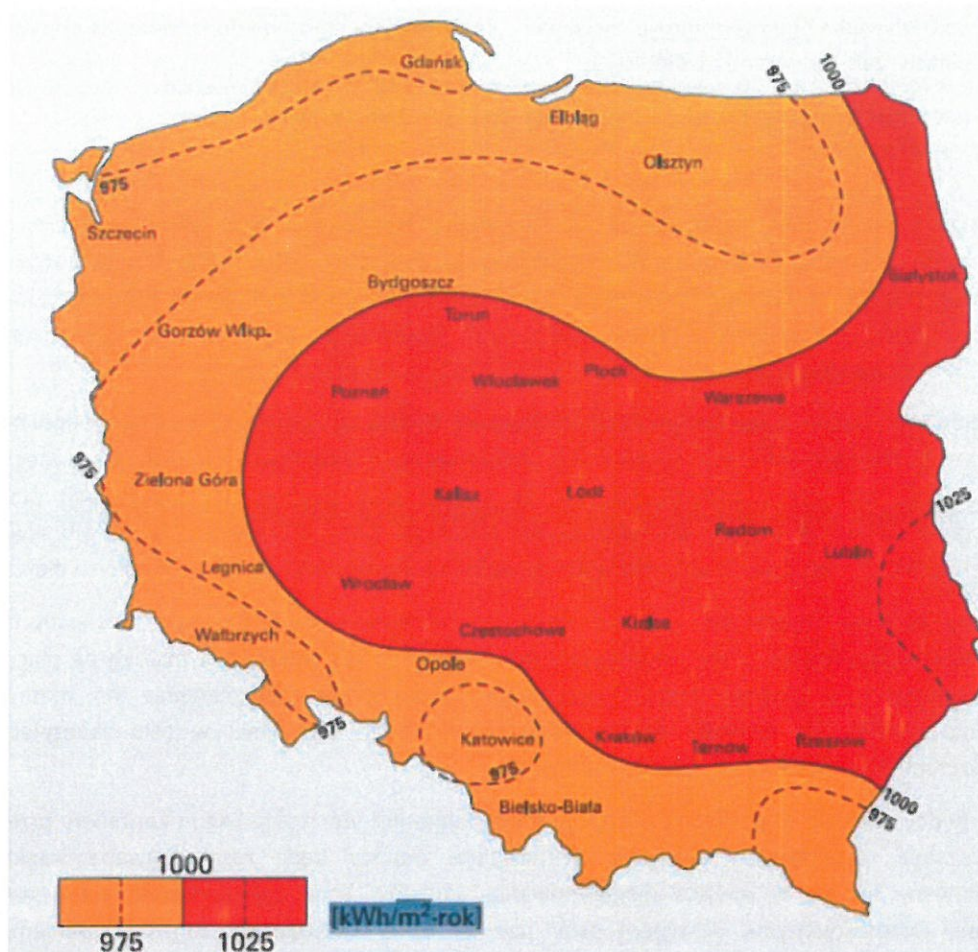 Gdańsk
975
1000
Elbląg
Olsztyn
975
Szczecin
Białystok
Bydgoszcz
Toruń
Gorzów Wlkp.
Płock
Włocławek
Poznań
Warszawa
975
Zielona Góra
Kalisz
Łódź
1025
Radom
Lublin
Legnica
Wrocław
Kielce
Wałbrzych
Częstochowa
Opole
975
Katowice
Kraków
Tarnów
Rzeszów
975
1000
975
Bielsko-Biała
1000
975
1025
[kWh/m²-rok]